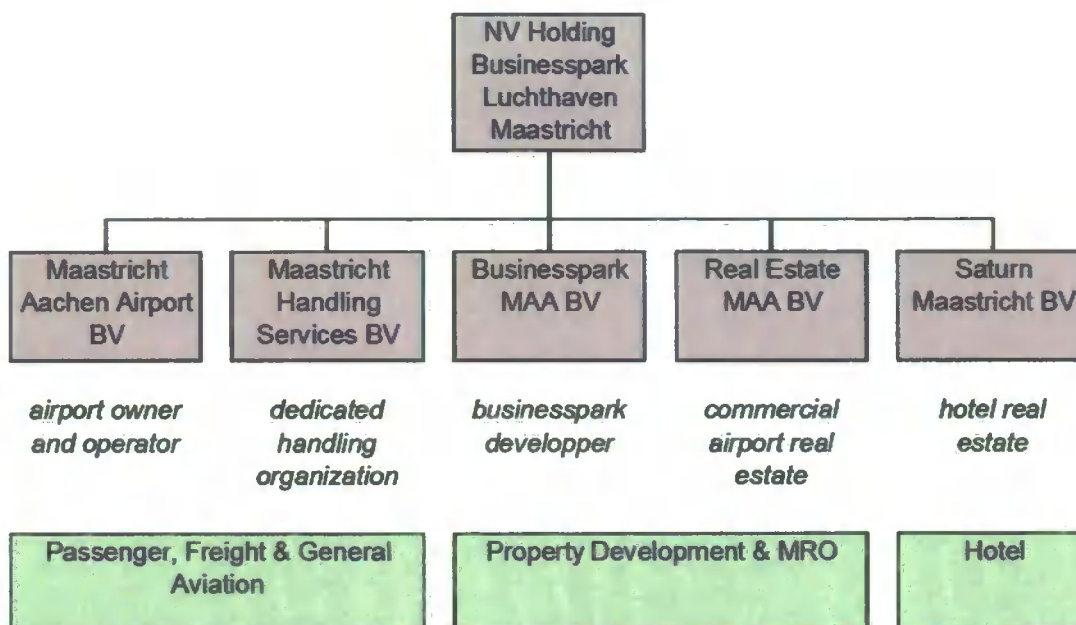 NV Holding
Businesspark
Luchthaven
Maastricht
Maastricht
Aachen Airport
BV
Maastricht
Handling
Services BV
Businesspark
MAA BV
Real Estate
MAA BV
Saturn
Maastricht BV
airport owner
and operator
dedicated
handling
organization
businesspark
developper
commercial
airport real
estate
hotel real
estate
Passenger, Freight & General
Aviation
Property Development & MRO
Hotel